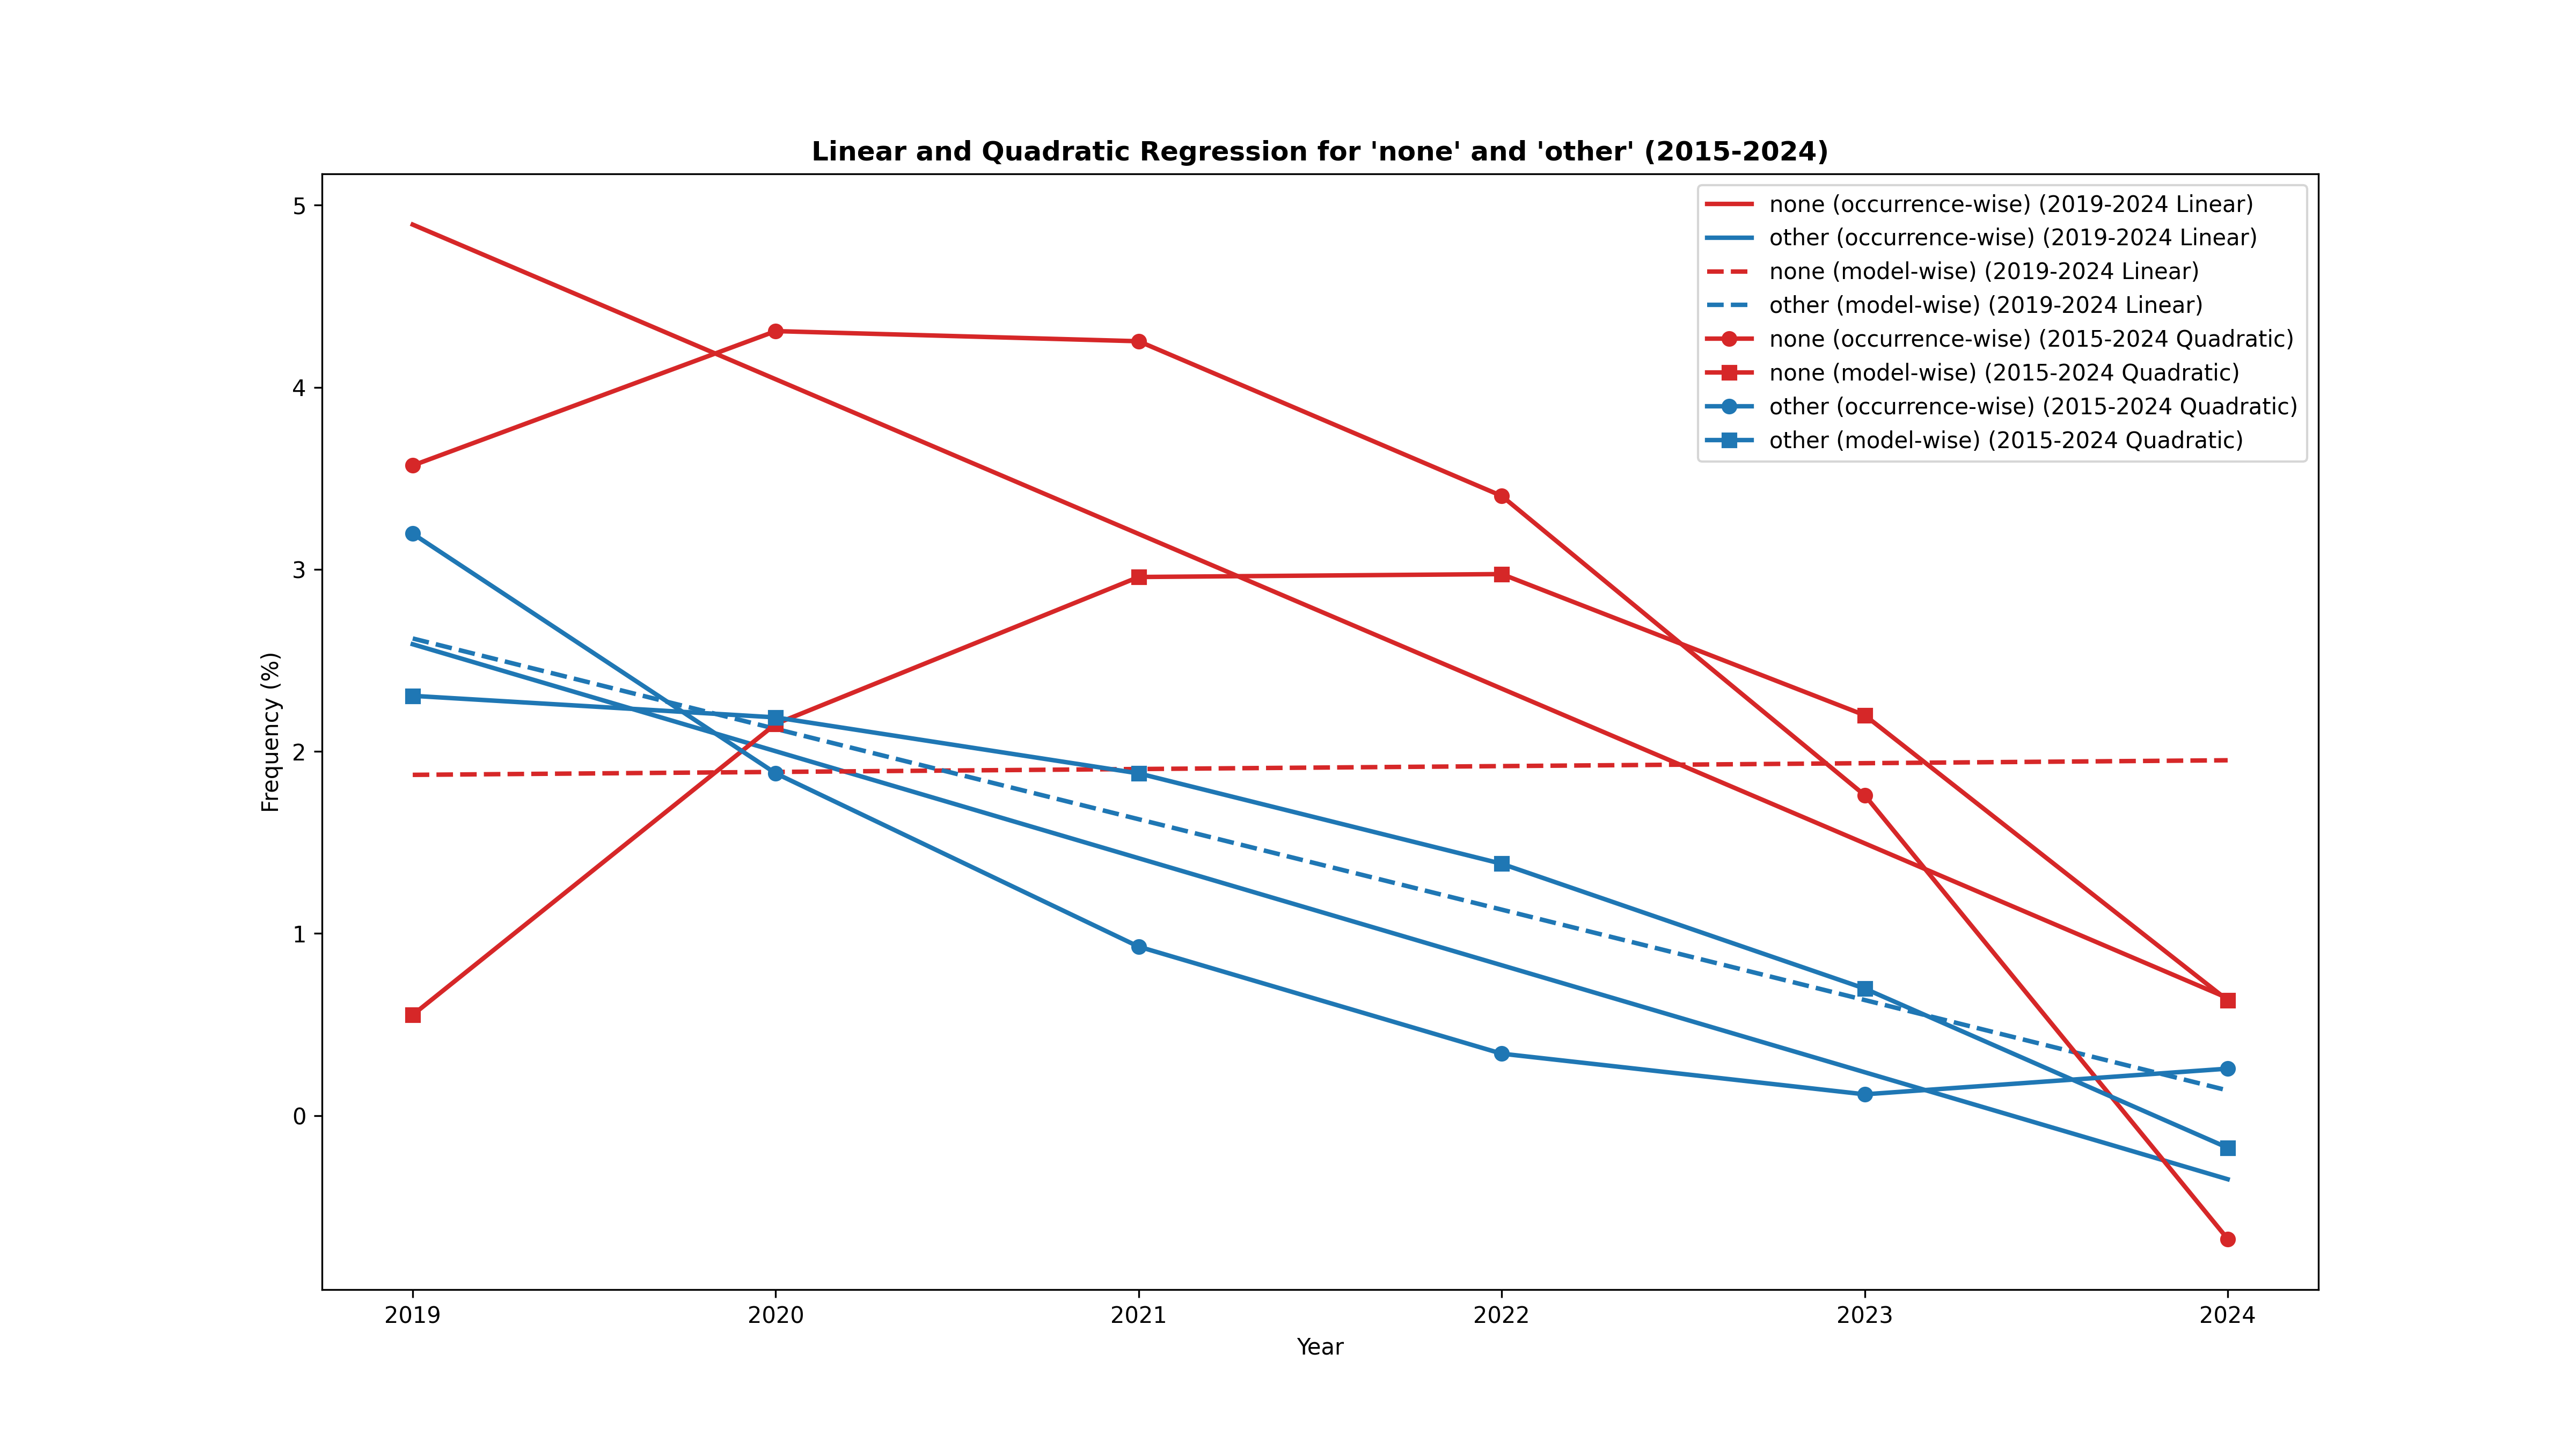 Linear and Quadratic Regression for 'none' and 'other' (2015-2024)
none (occurrence-wise) (2019-2024 Linear)
other (occurrence-wise) (2019-2024 Linear)
none (model-wise) (2019-2024 Linear)
other (model-wise) (2019-2024 Linear)
none (occurrence-wise) (2015-2024 Quadratic)
none (model-wise) (2015-2024 Quadratic)
other (occurrence-wise) (2015-2024 Quadratic)
other (model-wise) (2015-2024 Quadratic)
Frequency (%)
5
4
3
2
1
0
2019 2020 2021 2022 2023 2024
Year